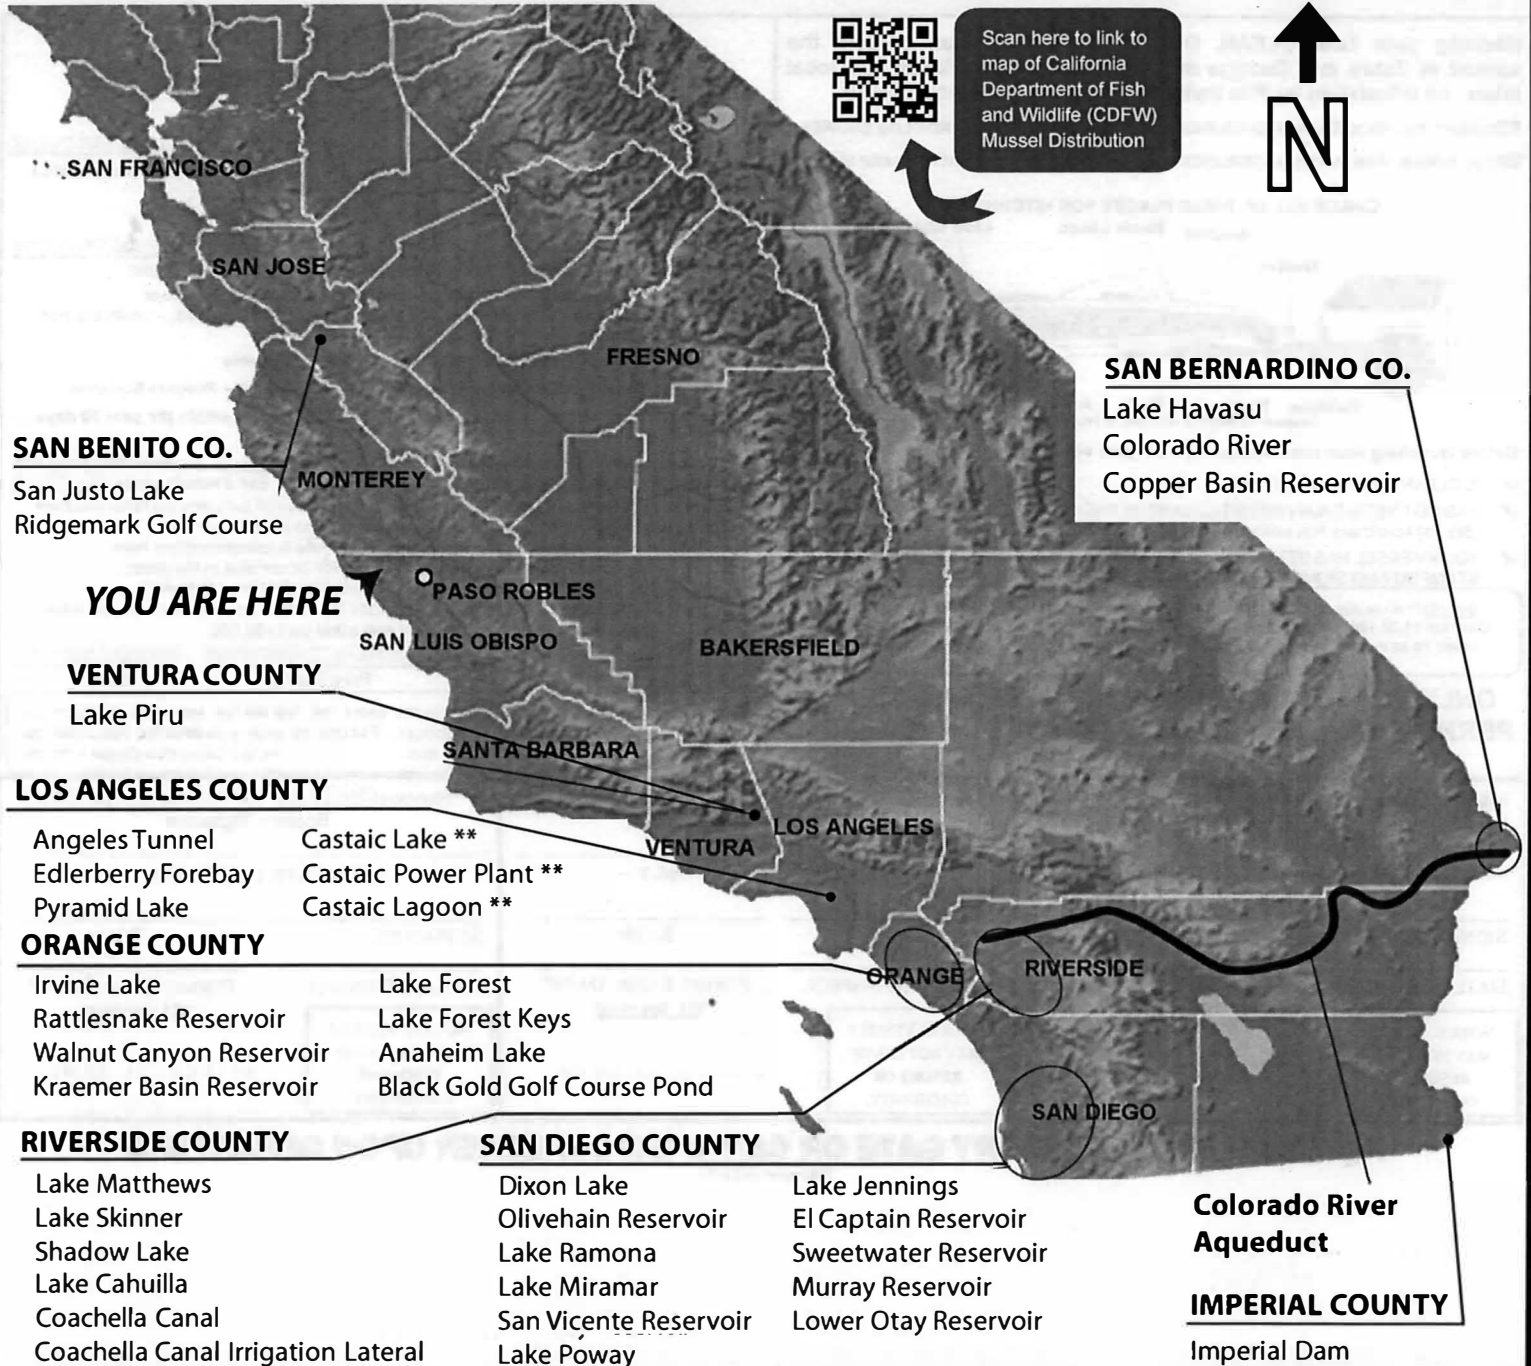 Scan here to link to
map of California
Department of Fish
and Wildlife (CDFW)
Mussel Distribution
N
SAN FRANCISCO
SAN JOSE
FRESNO
MONTEREY
PASO ROBLES
SAN LUIS OBISPO
BAKERSFIELD
SANTA BARBARA
VENTURA
LOS ANGELES
ORANGE
RIVERSIDE
SAN DIEGO
SAN BERNARDINO CO.
Lake Havasu
Colorado River
Copper Basin Reservoir
SAN BENITO CO.
San Justo Lake
Ridgemark Golf Course
YOU ARE HERE
VENTURA COUNTY
Lake Piru
LOS ANGELES COUNTY
Angeles Tunnel
Edlerberry Forebay
Pyramid Lake
Castaic Lake **
Castaic Power Plant **
Castaic Lagoon **
ORANGE COUNTY
Irvine Lake
Rattlesnake Reservoir
Walnut Canyon Reservoir
Kraemer Basin Reservoir
Lake Forest
Lake Forest Keys
Anaheim Lake
Black Gold Golf Course Pond
RIVERSIDE COUNTY
Lake Matthews
Lake Skinner
Shadow Lake
Lake Cahuilla
Coachella Canal
Coachella Canal Irrigation Lateral
SAN DIEGO COUNTY
Dixon Lake
Olivehain Reservoir
Lake Ramona
Lake Miramar
San Vicente Reservoir
Lake Poway
Lake Jennings
El Captain Reservoir
Sweetwater Reservoir
Murray Reservoir
Lower Otay Reservoir
Colorado River
Aqueduct
IMPERIAL COUNTY
Imperial Dam